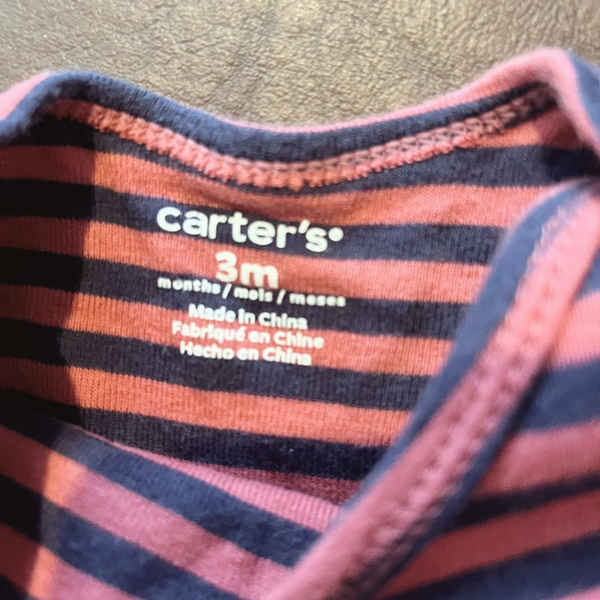 carter's
3m
months / mois / meses
Made in China
Fabriqué en Chine
Hecho en China